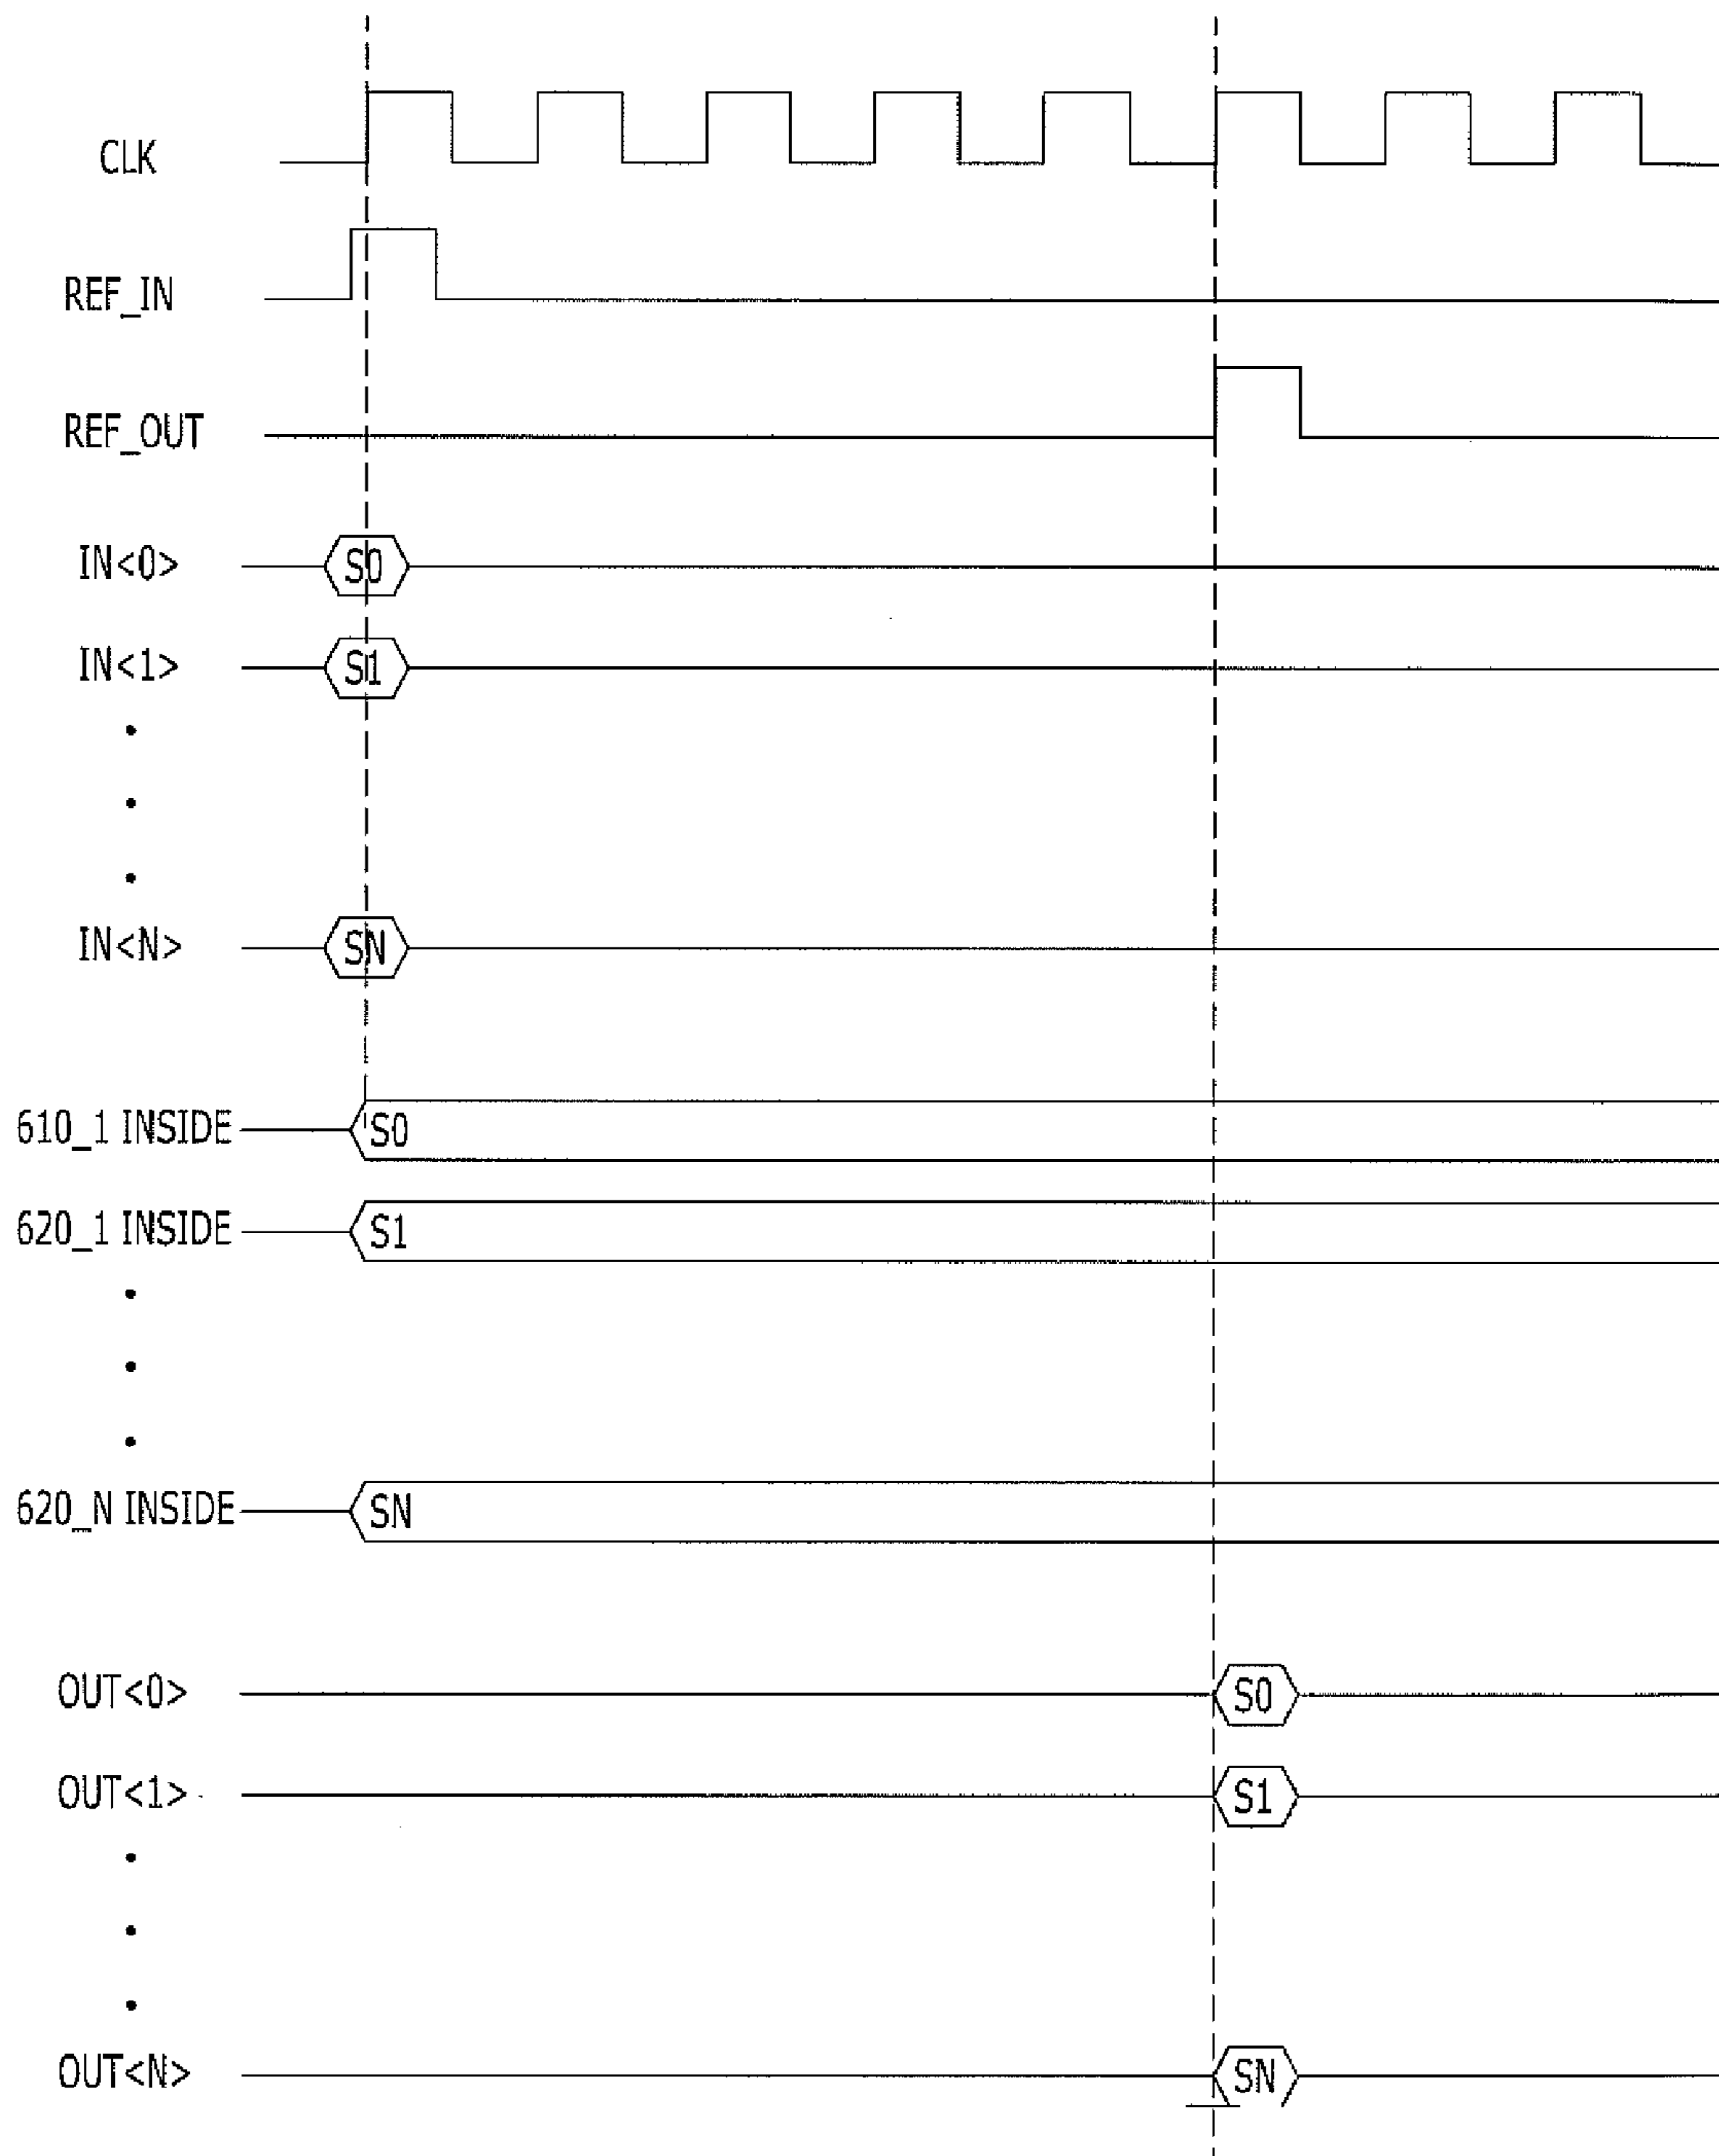 CLK
REF_IN
REF_OUT
IN<0> S0
IN<1> S1
IN<N> SN
610_1 INSIDE S0
620_1 INSIDE S1
620_N INSIDE SN
OUT<0> S0
OUT<1> S1
OUT<N> SN